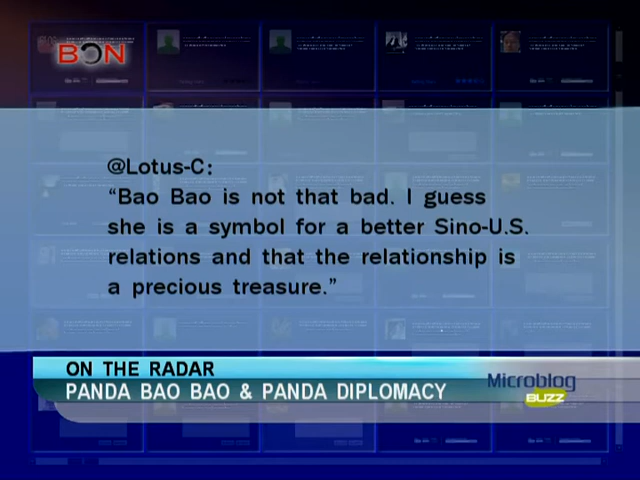 BON
@Lotus-C:
“Bao Bao is not that bad. I guess
she is a symbol for a better Sino-U.S.
relations and that the relationship is
a precious treasure.”
ON THE RADAR
PANDA BAO BAO & PANDA DIPLOMACY
Microblog
BUZZ